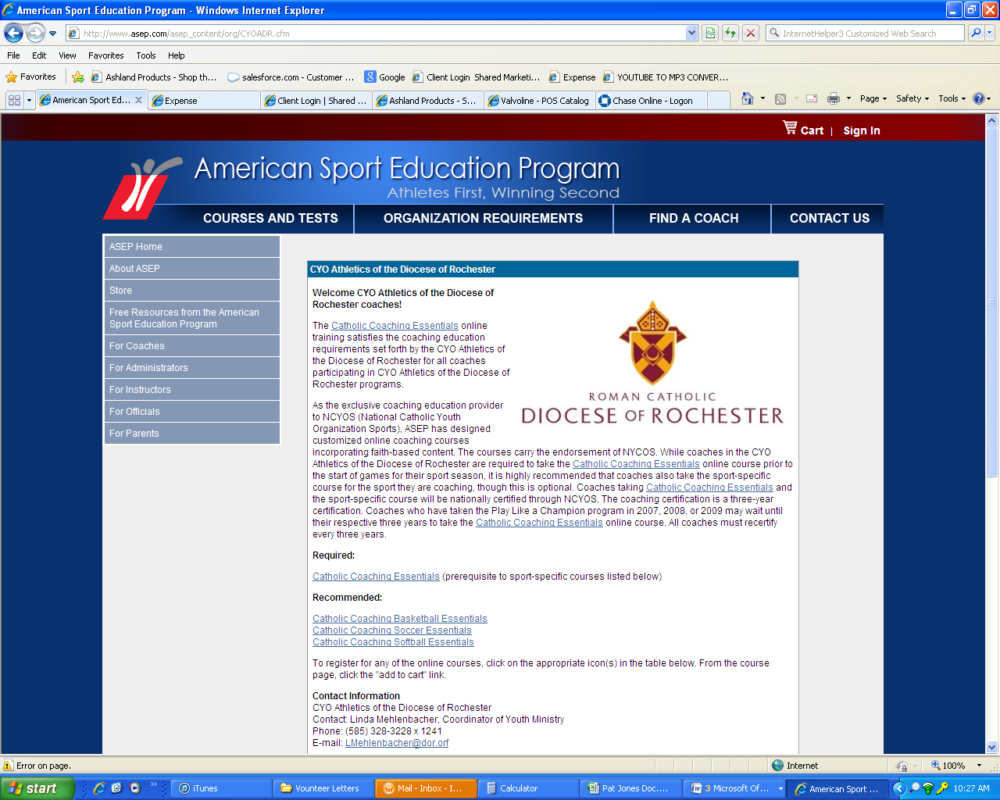 American Sport Education Program - Windows Internet Explorer
http://www.asep.com/asep_content/org/CYOADR.cfm
InternetHelper3 Customized Web Search
File Edit View Favorites Tools Help
Favorites
Ashland Products - Shop th...
salesforce.com - Customer ...
Google
Client Login Shared Marketi...
Expense
YOUTUBE TO MP3 CONVER...
American Sport Ed...
Expense
Client Login | Shared ...
Ashland Products - S...
Valvoline - POS Catalog
Chase Online - Logon
Page
Safety
Tools
Cart | Sign In
American Sport Education Program
Athletes First, Winning Second
COURSES AND TESTS
ORGANIZATION REQUIREMENTS
FIND A COACH
CONTACT US
ASEP Home
About ASEP
Store
Free Resources from the American
Sport Education Program
For Coaches
For Administrators
For Instructors
For Officials
For Parents
CYO Athletics of the Diocese of Rochester
Welcome CYO Athletics of the Diocese of
Rochester coaches!
The Catholic Coaching Essentials online
training satisfies the coaching education
requirements set forth by the CYO Athletics of
the Diocese of Rochester for all coaches
participating in CYO Athletics of the Diocese of
Rochester programs.
ROMAN CATHOLIC
DIOCESE OF ROCHESTER
As the exclusive coaching education provider
to NCYOS (National Catholic Youth
Organization Sports), ASEP has designed
customized online coaching courses
incorporating faith-based content. The courses carry the endorsement of NYCOS. While coaches in the CYO
Athletics of the Diocese of Rochester are required to take the Catholic Coaching Essentials online course prior to
the start of games for their sport season, it is highly recommended that coaches also take the sport-specific
course for the sport they are coaching, though this is optional. Coaches taking Catholic Coaching Essentials and
the sport-specific course will be nationally certified through NCYOS. The coaching certification is a three-year
certification. Coaches who have taken the Play Like a Champion program in 2007, 2008, or 2009 may wait until
their respective three years to take the Catholic Coaching Essentials online course. All coaches must recertify
every three years.
Required:
Catholic Coaching Essentials (prerequisite to sport-specific courses listed below)
Recommended:
Catholic Coaching Basketball Essentials
Catholic Coaching Soccer Essentials
Catholic Coaching Softball Essentials
To register for any of the online courses, click on the appropriate icon(s) in the table below. From the course
page, click the "add to cart" link.
Contact Information
CYO Athletics of the Diocese of Rochester
Contact: Linda Mehlenbacher, Coordinator of Youth Ministry
Phone: (585) 328-3228 x 1241
E-mail: LMehlenbacher@dor.orf
Error on page.
Internet
100%
start
iTunes
Vounteer Letters
Mail - Inbox - I...
Calculator
Pat Jones Doc....
3 Microsoft Of...
American Sport ...
10:27 AM